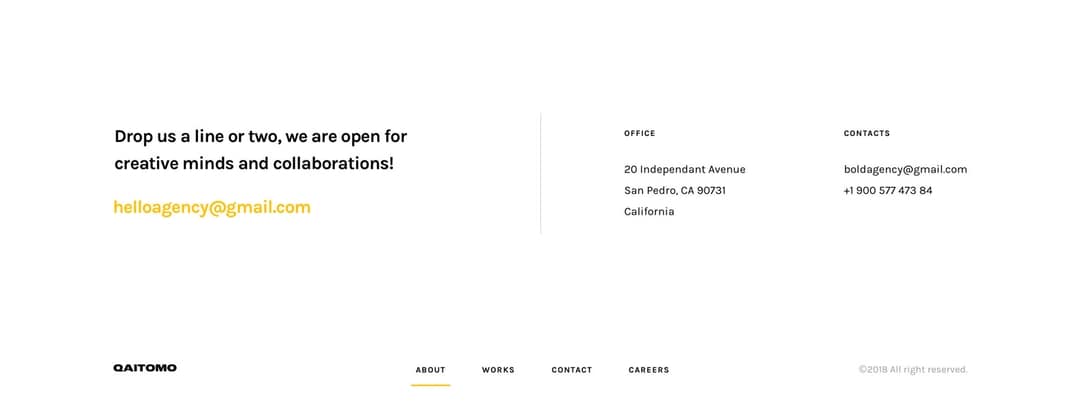 Drop us a line or two, we are open for
creative minds and collaborations!
helloagency@gmail.com
OFFICE
20 Independant Avenue
San Pedro, CA 90731
California
CONTACTS
boldagency@gmail.com
+1 900 577 473 84
QAITOMO
ABOUT
WORKS
CONTACT
CAREERS
©2018 All right reserved.